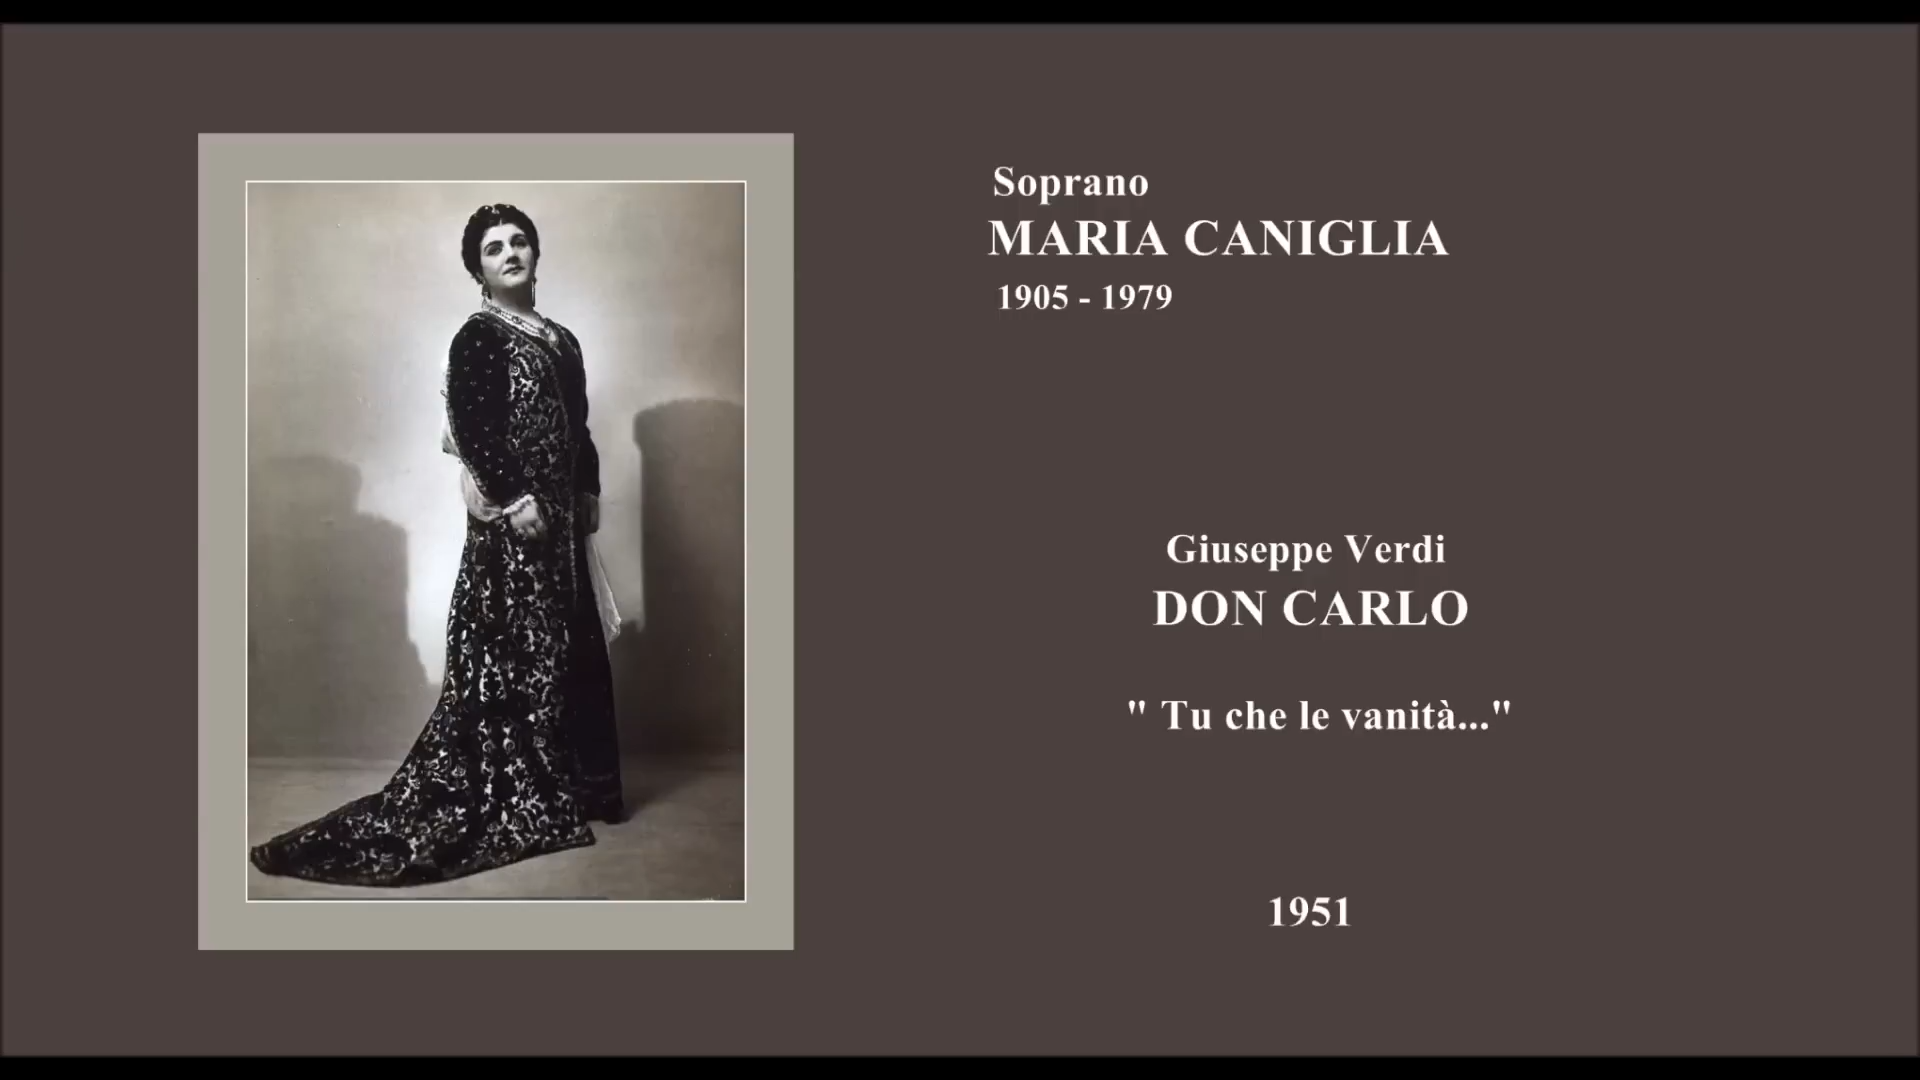 Soprano
MARIA CANIGLIA
1905 - 1979
Giuseppe Verdi
DON CARLO
" Tu che le vanità..."
1951